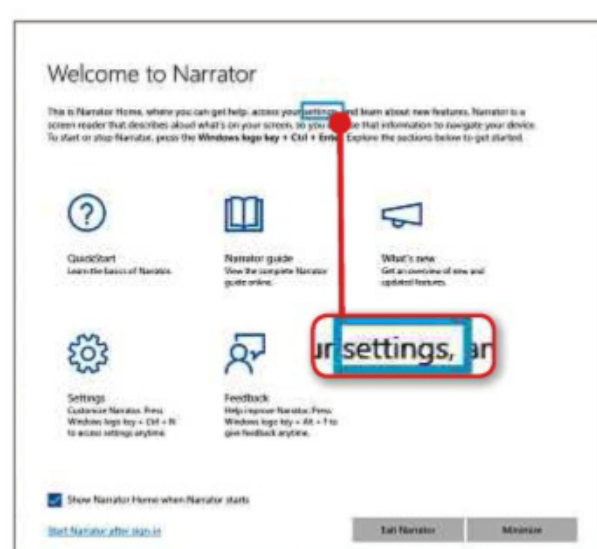 Welcome to Narrator
This is Narrator Home, where you can get help, access your settings, and learn about new features. Narrator is a
screen reader that describes aloud what's on your screen, so you use that information to navigate your device.
To start or stop Narrator, press the Windows logo key + Ctrl + Enter. Explore the sections below to get started.
QuickStart
Learn the basics of Narrator.
Narrator guide
View the complete Narrator
guide online.
What's new
Get an overview of new and
updated features.
ur settings, an
Settings
Customize Narrator. Press
Windows logo key + Ctrl + N
to access settings anytime.
Feedback
Help improve Narrator. Press
Windows logo key + Alt + F to
give feedback anytime.
Show Narrator Home when Narrator starts
Start Narrator after sign-in
Exit Narrator
Minimize